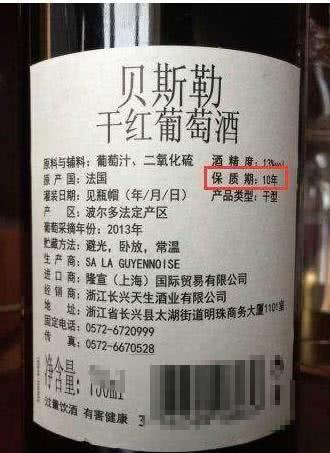 贝斯勒
干红葡萄酒
原料与辅料：葡萄汁、二氧化硫 酒 精 度：13%vol
原 产 国：法国 保 质 期：10年
灌装日期：见瓶帽（年/月/日） 产品类型：干型
产 区：波尔多法定产区
葡萄采摘年份：2013年
贮藏方法：避光，卧放，常温
生 产 商：SA LA GUYENNOISE
进 口 商：隆宣（上海）国际贸易有限公司
经 销 商：浙江长兴天生酒业有限公司
地 址：浙江省长兴县太湖街道明珠商务大厦1101室
固定电话：0572-6720999
传 真：0572-6670528
净含量：750ml
过量饮酒 有害健康